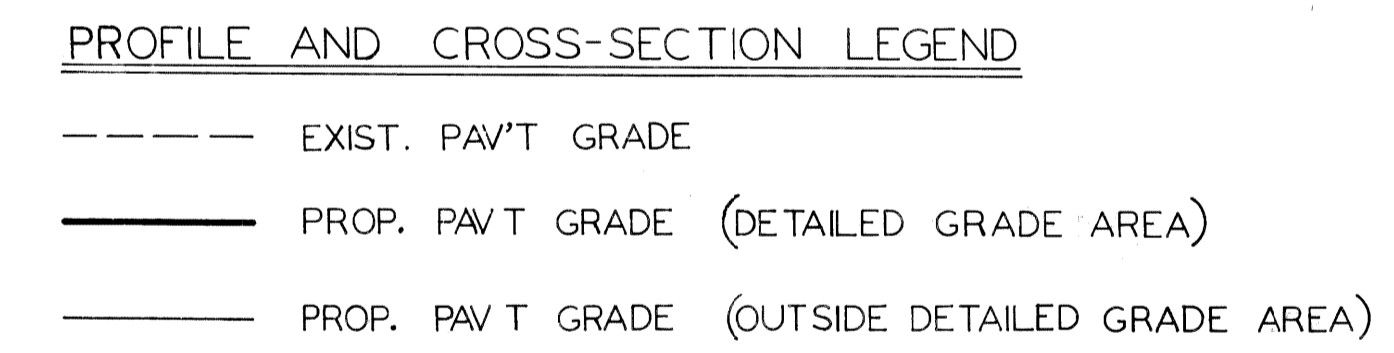 PROFILE AND CROSS-SECTION LEGEND
EXIST. PAV'T GRADE
PROP. PAV T GRADE (DETAILED GRADE AREA)
PROP. PAV T GRADE (OUTSIDE DETAILED GRADE AREA)